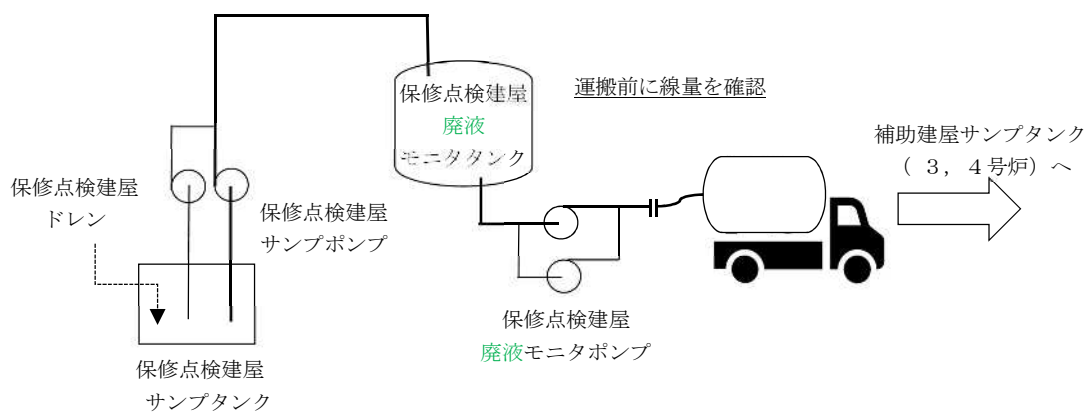 保修点検建屋
廃液
モニタタンク
運搬前に線量を確認
補助建屋サンプタンク
（ ３，４号炉）へ
保修点検建屋
ドレン
保修点検建屋
サンプポンプ
保修点検建屋
廃液モニタポンプ
保修点検建屋
サンプタンク